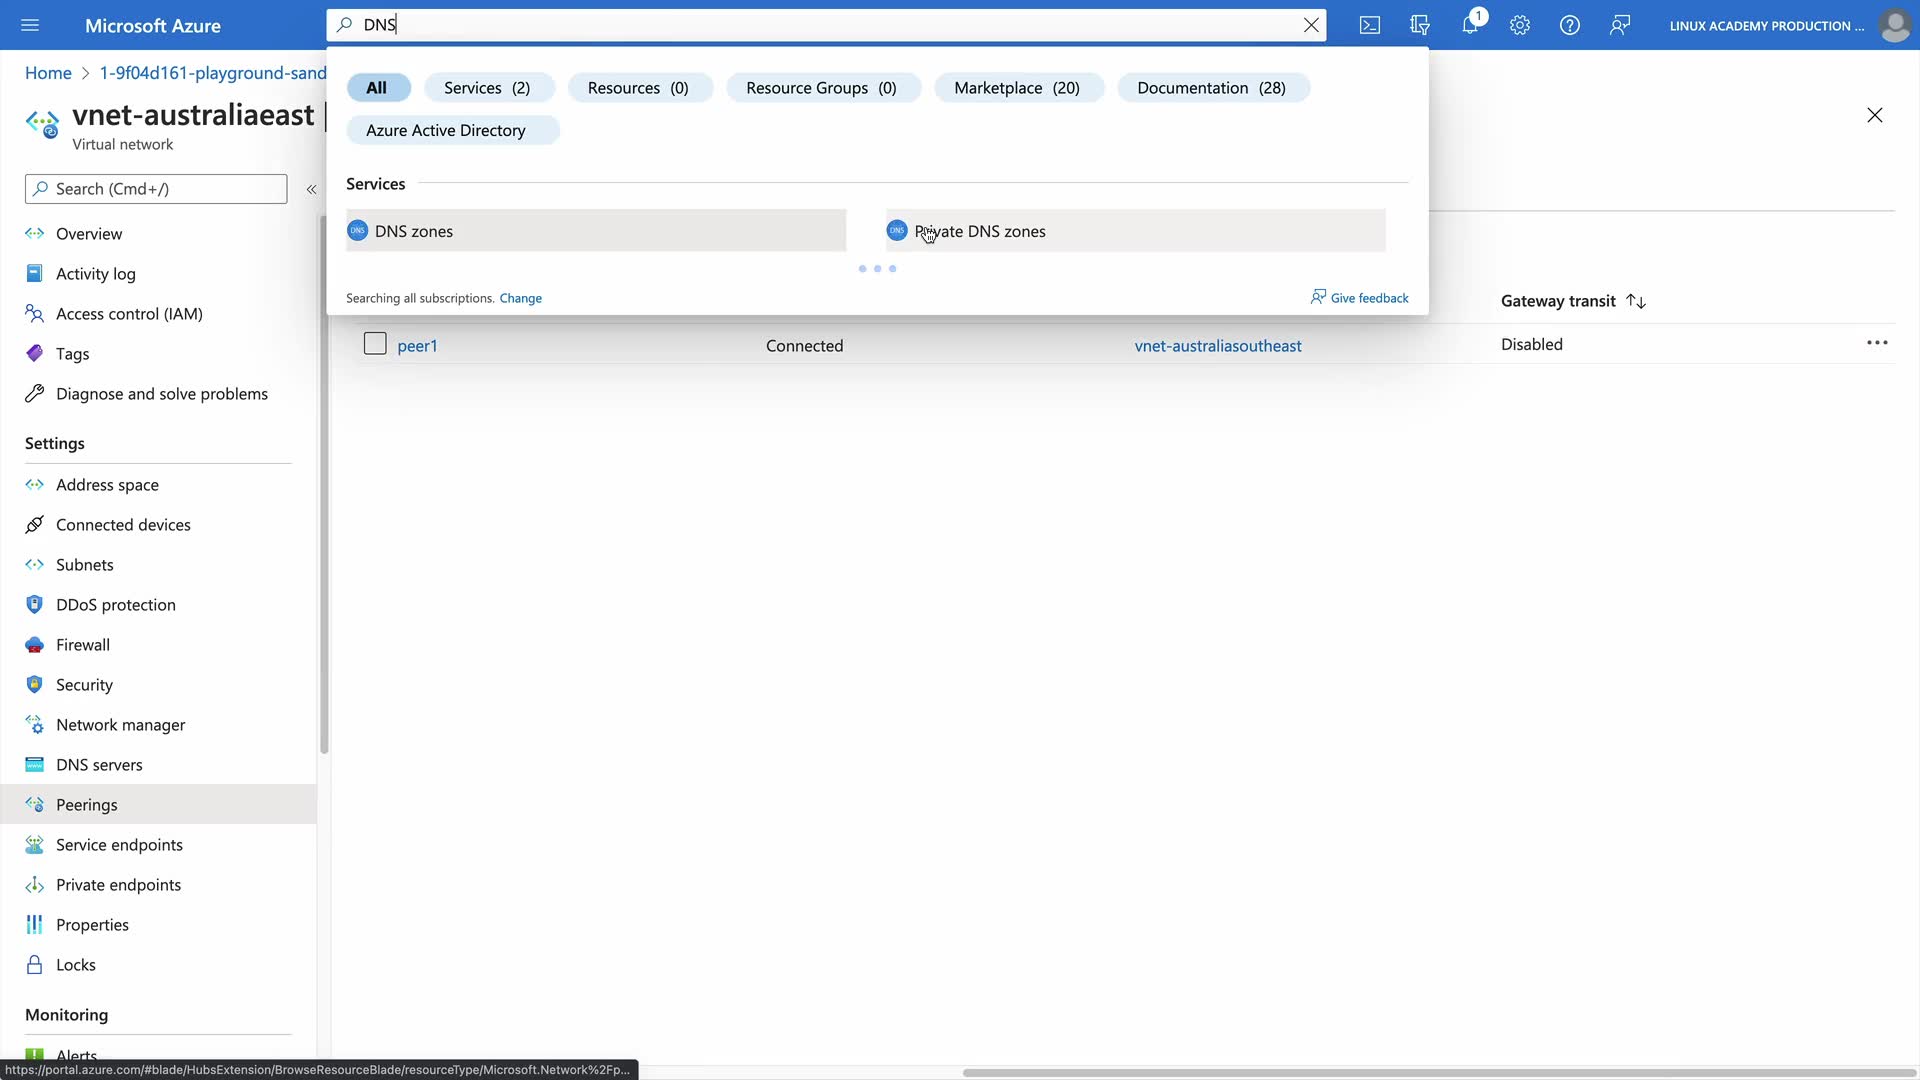 Microsoft Azure
DNS
1
LINUX ACADEMY PRODUCTION ...
Home > 1-9f04d161-playground-sand
vnet-australiaeast |
Virtual network
Search (Cmd+/)
«
Overview
Activity log
Access control (IAM)
Tags
Diagnose and solve problems
Settings
Address space
Connected devices
Subnets
DDoS protection
Firewall
Security
Network manager
DNS servers
Peerings
Service endpoints
Private endpoints
Properties
Locks
Monitoring
Alerts
All
Services (2)
Resources (0)
Resource Groups (0)
Marketplace (20)
Documentation (28)
Azure Active Directory
Services
DNS DNS zones
DNS Private DNS zones
Searching all subscriptions. Change
Give feedback
Gateway transit
peer1
Connected
vnet-australiasoutheast
Disabled
https://portal.azure.com/#blade/HubsExtension/BrowseResourceBlade/resourceType/Microsoft.Network%2Fp...